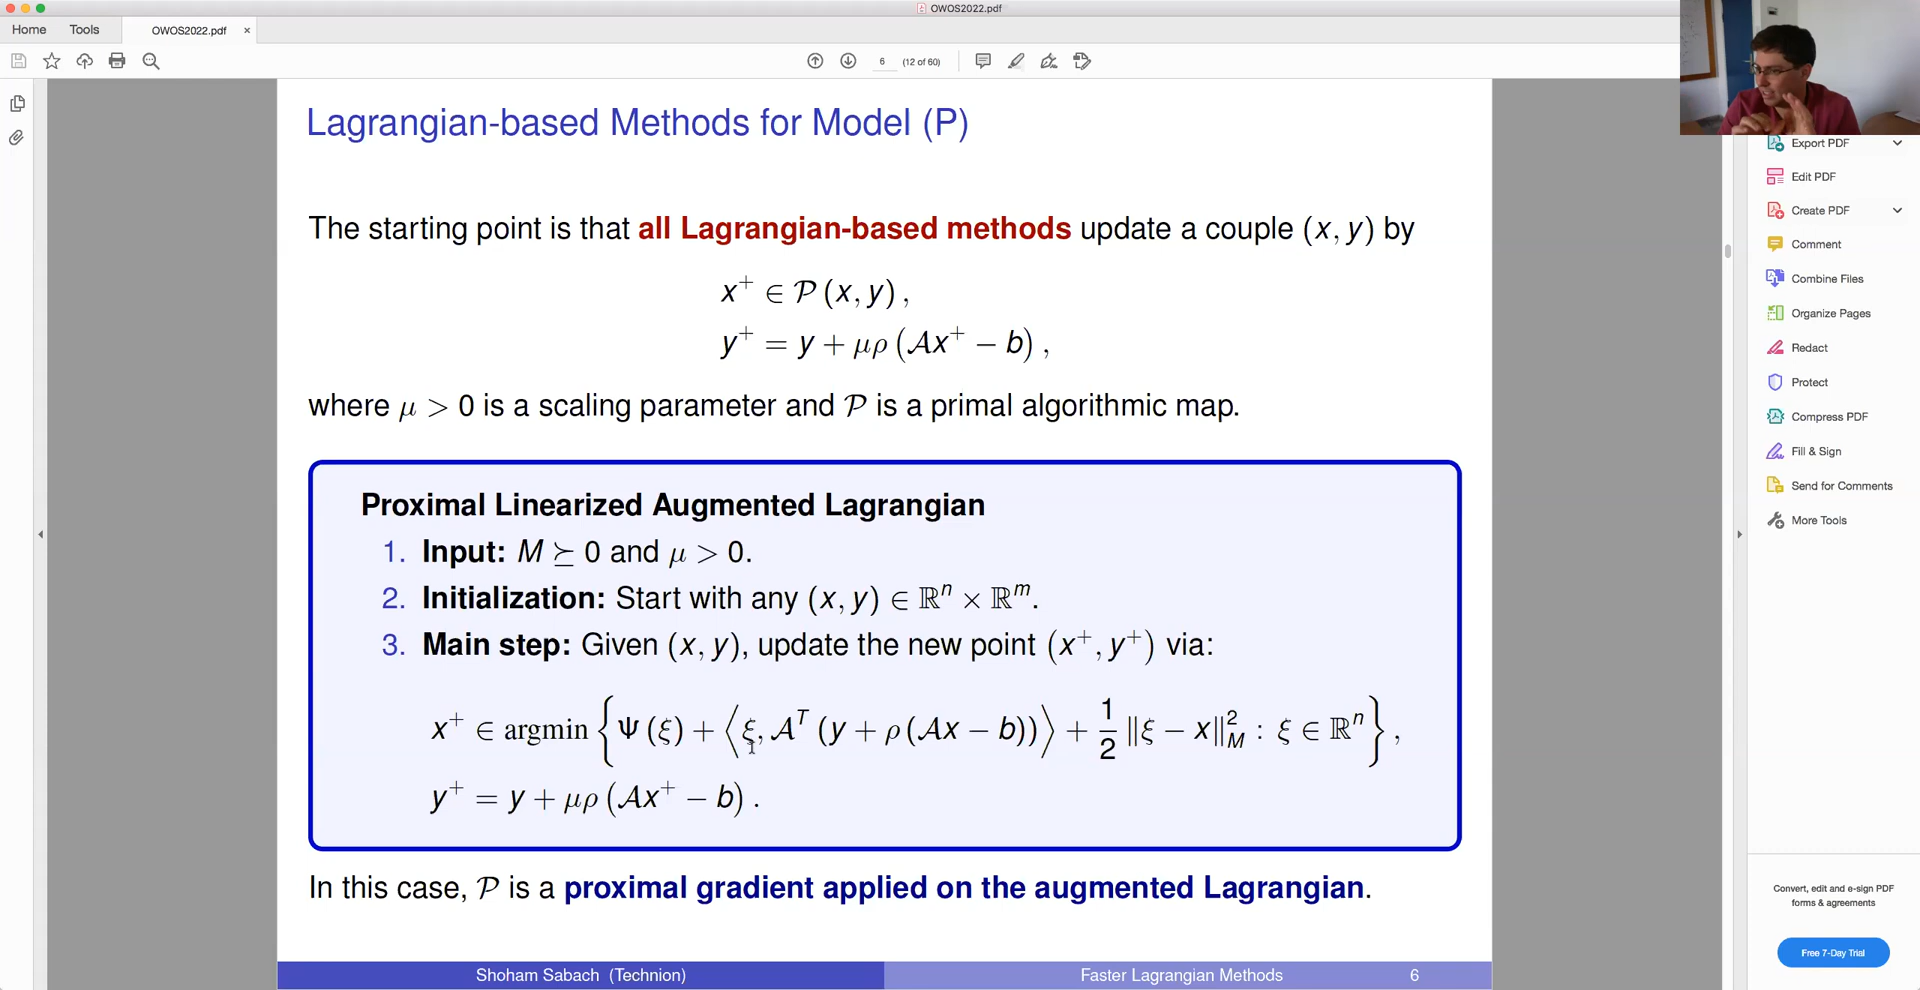 OWOS2022.pdf
Home Tools OWOS2022.pdf ×
6 (12 of 60)
Lagrangian-based Methods for Model (P)
The starting point is that all Lagrangian-based methods update a couple (x, y) by
x⁺ ∈ 𝒫 (x, y) ,
y⁺ = y + μρ (𝒜x⁺ − b) ,
where μ > 0 is a scaling parameter and 𝒫 is a primal algorithmic map.
Proximal Linearized Augmented Lagrangian
1. Input: M ⪰ 0 and μ > 0.
2. Initialization: Start with any (x, y) ∈ ℝⁿ × ℝᵐ.
3. Main step: Given (x, y), update the new point (x⁺, y⁺) via:
x⁺ ∈ argmin { Ψ (ξ) + ⟨ξ, 𝒜ᵀ (y + ρ (𝒜x − b))⟩ + 1/2 ‖ξ − x‖²_M : ξ ∈ ℝⁿ } ,
y⁺ = y + μρ (𝒜x⁺ − b) .
In this case, 𝒫 is a proximal gradient applied on the augmented Lagrangian.
Shoham Sabach (Technion) Faster Lagrangian Methods 6
Export PDF
Edit PDF
Create PDF
Comment
Combine Files
Organize Pages
Redact
Protect
Compress PDF
Fill & Sign
Send for Comments
More Tools
Convert, edit and e-sign PDF
forms & agreements
Free 7-Day Trial